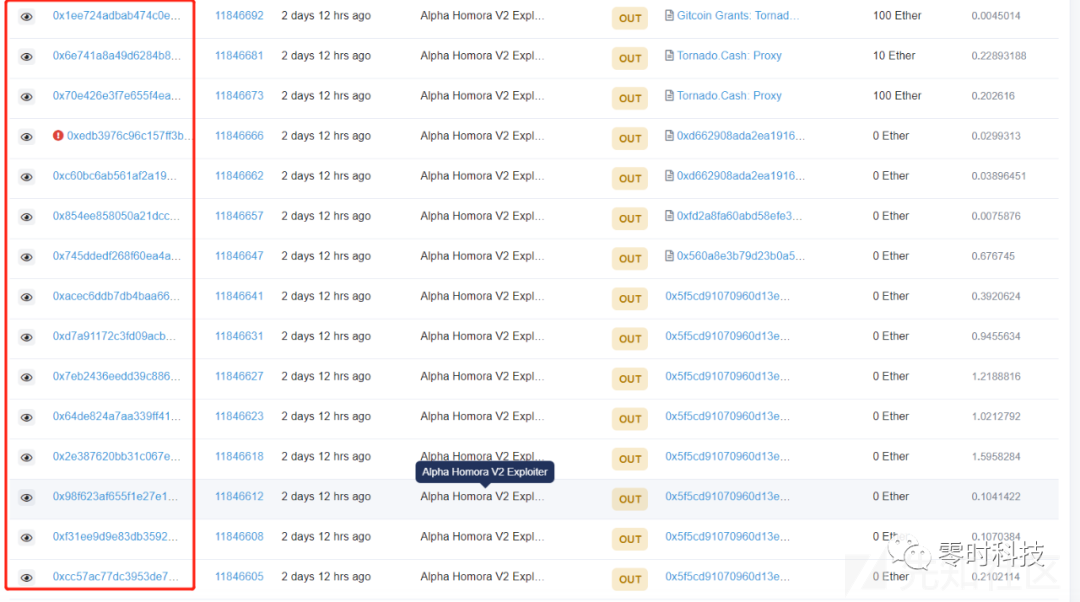 0x1ee724adbab474c0e... 11846692 2 days 12 hrs ago Alpha Homora V2 Expl... OUT Gitcoin Grants: Tornad... 100 Ether 0.0045014
0x6e741a8a49d6284b8... 11846681 2 days 12 hrs ago Alpha Homora V2 Expl... OUT Tornado.Cash: Proxy 10 Ether 0.22893188
0x70e426e3f7e655f4ea... 11846673 2 days 12 hrs ago Alpha Homora V2 Expl... OUT Tornado.Cash: Proxy 100 Ether 0.202616
0xedb3976c96c157ff3b... 11846666 2 days 12 hrs ago Alpha Homora V2 Expl... OUT 0xd662908ada2ea1916... 0 Ether 0.0299313
0xc60bc6ab561af2a19... 11846662 2 days 12 hrs ago Alpha Homora V2 Expl... OUT 0xd662908ada2ea1916... 0 Ether 0.03896451
0x854ee858050a21dcc... 11846657 2 days 12 hrs ago Alpha Homora V2 Expl... OUT 0xfd2a8fa60abd58efe3... 0 Ether 0.0075876
0x745ddedf268f60ea4a... 11846647 2 days 12 hrs ago Alpha Homora V2 Expl... OUT 0x560a8e3b79d23b0a5... 0 Ether 0.676745
0xacec6ddb7db4baa66... 11846641 2 days 12 hrs ago Alpha Homora V2 Expl... OUT 0x5f5cd91070960d13e... 0 Ether 0.3920624
0xd7a91172c3fd09acb... 11846631 2 days 12 hrs ago Alpha Homora V2 Expl... OUT 0x5f5cd91070960d13e... 0 Ether 0.9455634
0x7eb2436eedd39c886... 11846627 2 days 12 hrs ago Alpha Homora V2 Expl... OUT 0x5f5cd91070960d13e... 0 Ether 1.2188816
0x64de824a7aa339ff41... 11846623 2 days 12 hrs ago Alpha Homora V2 Expl... OUT 0x5f5cd91070960d13e... 0 Ether 1.0212792
0x2e387620bb31c067e... 11846618 2 days 12 hrs ago Alpha Homora V2 Expl... OUT 0x5f5cd91070960d13e... 0 Ether 1.5958284
Alpha Homora V2 Exploiter
0x98f623af655f1e27e1... 11846612 2 days 12 hrs ago Alpha Homora V2 Expl... OUT 0x5f5cd91070960d13e... 0 Ether 0.1041422
0xf31ee9d9e83db3592... 11846608 2 days 12 hrs ago Alpha Homora V2 Expl... OUT 0x5f5cd91070960d13e... 0 Ether 0.1070384
零时科技
0xcc57ac77dc3953de7... 11846605 2 days 12 hrs ago Alpha Homora V2 Expl... OUT 0x5f5cd91070960d13e... 0 Ether 0.2102114
先知社区